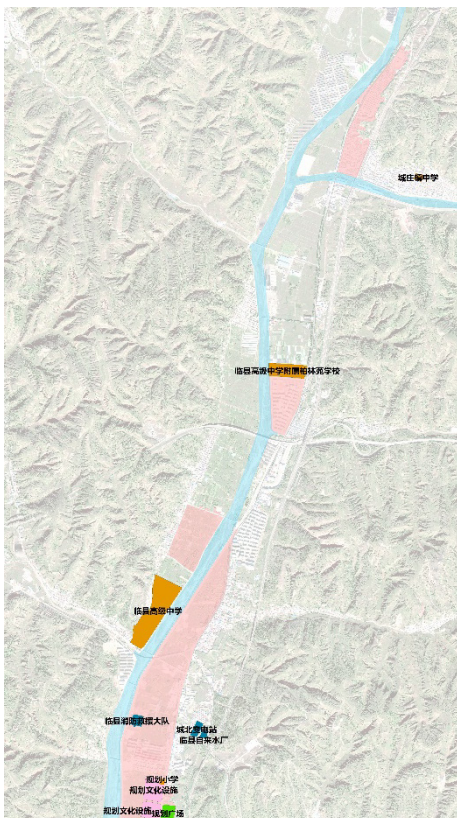 城庄镇中学
临县高级中学附属柏林苑学校
临县高级中学
临县消防救援大队
城北变电站
临县自来水厂
规划小学
规划文化设施
规划文化设施
规划广场